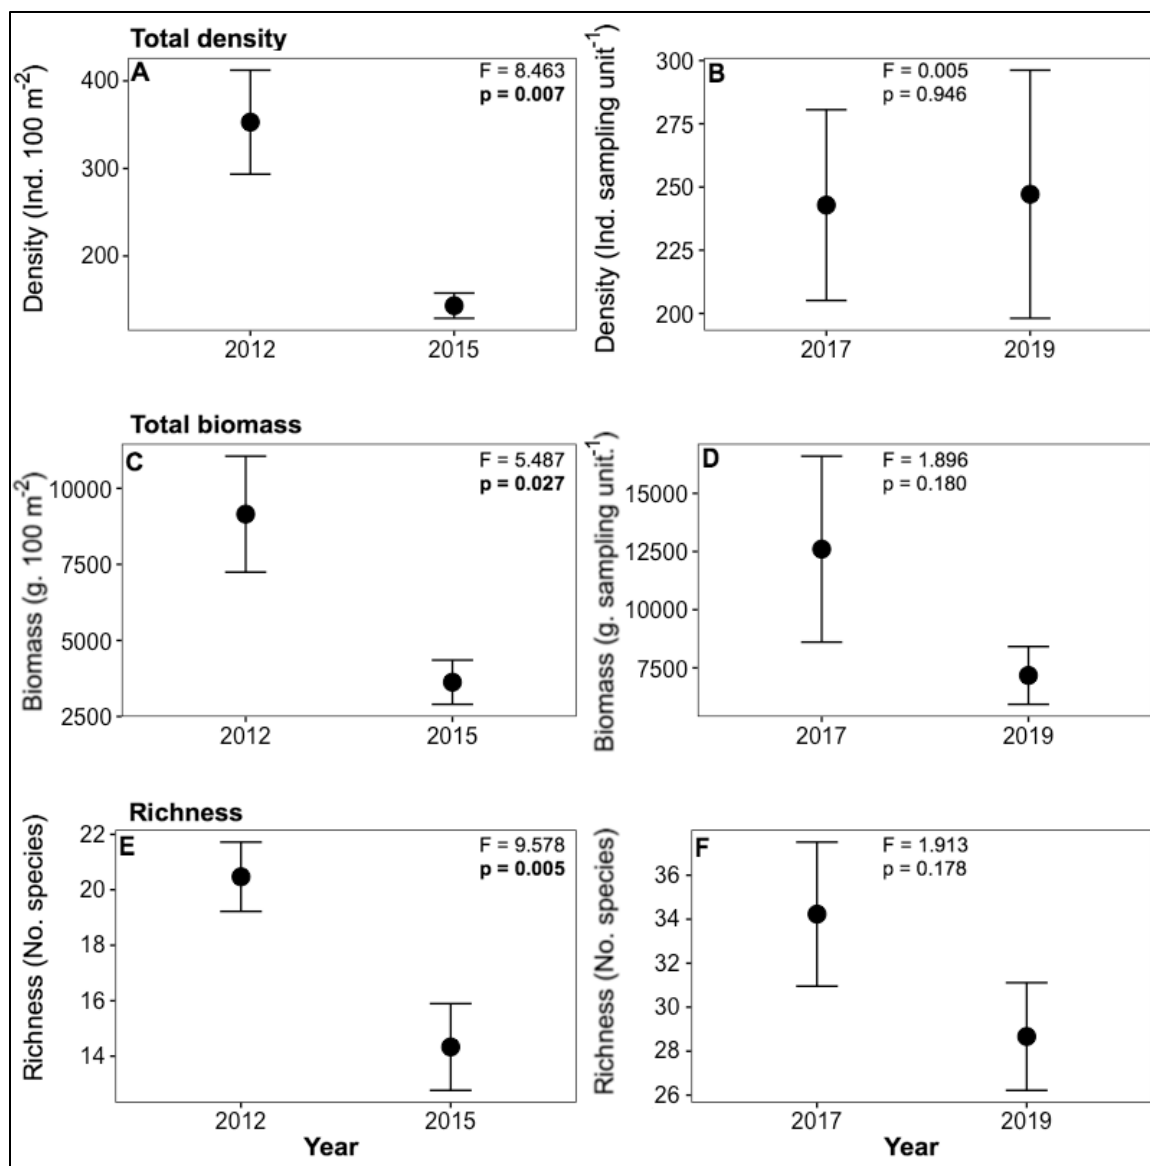 Total density
A
F = 8.463
p = 0.007
Density (Ind. 100 m⁻²)
400
300
200
2012
2015
B
F = 0.005
p = 0.946
Density (Ind. sampling unit⁻¹)
300
275
250
225
200
2017
2019
Total biomass
C
F = 5.487
p = 0.027
Biomass (g. 100 m⁻²)
10000
7500
5000
2500
2012
2015
D
F = 1.896
p = 0.180
Biomass (g. sampling unit.⁻¹)
15000
12500
10000
7500
2017
2019
Richness
E
F = 9.578
p = 0.005
Richness (No. species)
22
20
18
16
14
2012
2015
Year
F
F = 1.913
p = 0.178
Richness (No. species)
36
34
32
30
28
26
2017
2019
Year